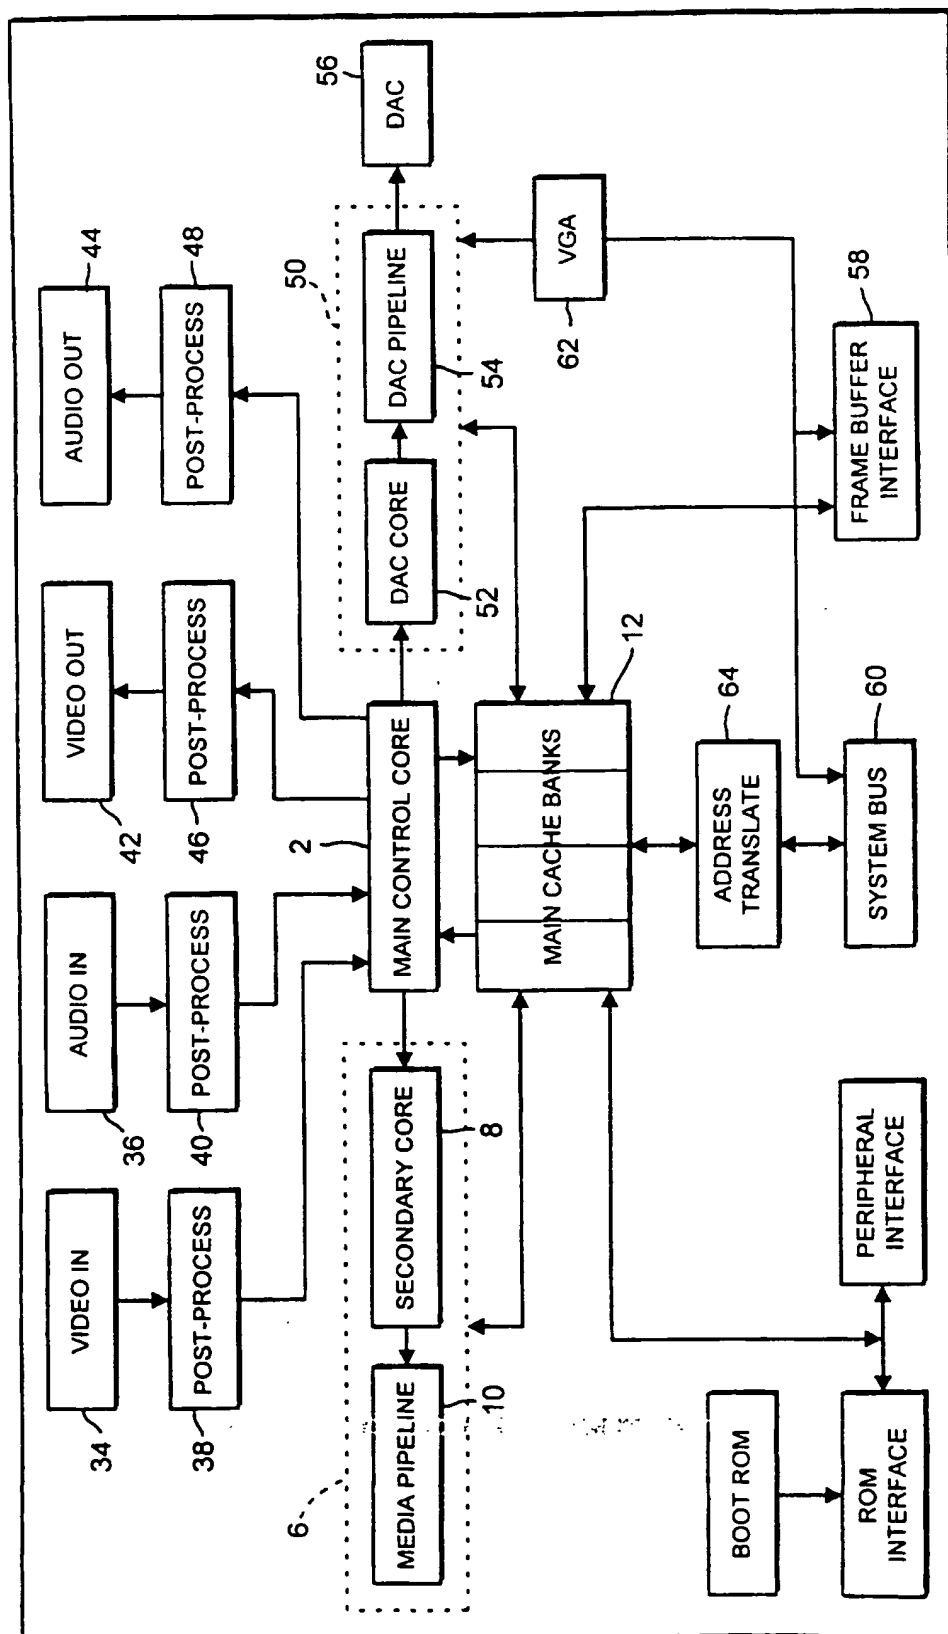 VIDEO IN
34
POST-PROCESS
38
AUDIO IN
36
POST-PROCESS
40
VIDEO OUT
42
POST-PROCESS
46
AUDIO OUT
44
POST-PROCESS
48
6
MEDIA PIPELINE
10
SECONDARY CORE
8
MAIN CONTROL CORE
2
50
DAC CORE
52
DAC PIPELINE
54
DAC
56
MAIN CACHE BANKS
12
VGA
62
BOOT ROM
ROM
INTERFACE
PERIPHERAL
INTERFACE
ADDRESS
TRANSLATE
64
SYSTEM BUS
60
FRAME BUFFER
INTERFACE
58